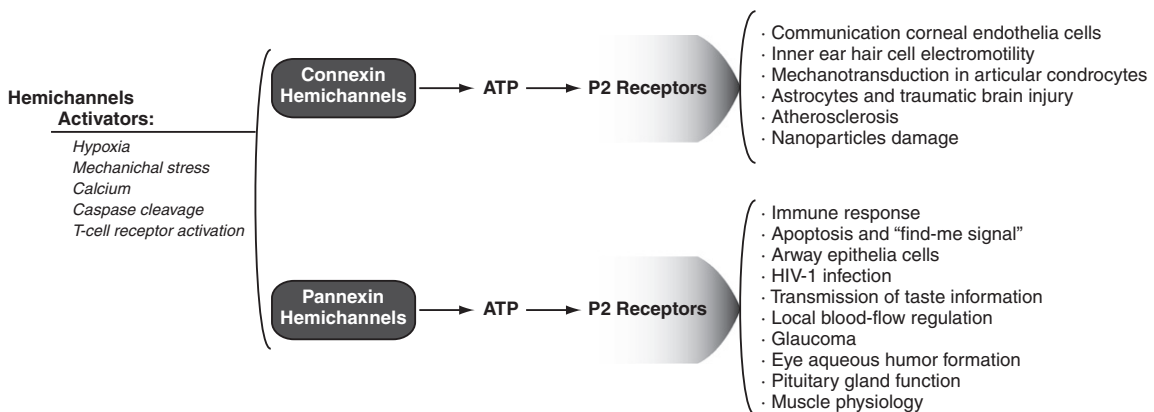 Hemichannels
Activators:
Hypoxia
Mechanichal stress
Calcium
Caspase cleavage
T-cell receptor activation
Connexin
Hemichannels
ATP
P2 Receptors
· Communication corneal endothelia cells
· Inner ear hair cell electromotility
· Mechanotransduction in articular condrocytes
· Astrocytes and traumatic brain injury
· Atherosclerosis
· Nanoparticles damage
Pannexin
Hemichannels
ATP
P2 Receptors
· Immune response
· Apoptosis and “find-me signal”
· Arway epithelia cells
· HIV-1 infection
· Transmission of taste information
· Local blood-flow regulation
· Glaucoma
· Eye aqueous humor formation
· Pituitary gland function
· Muscle physiology